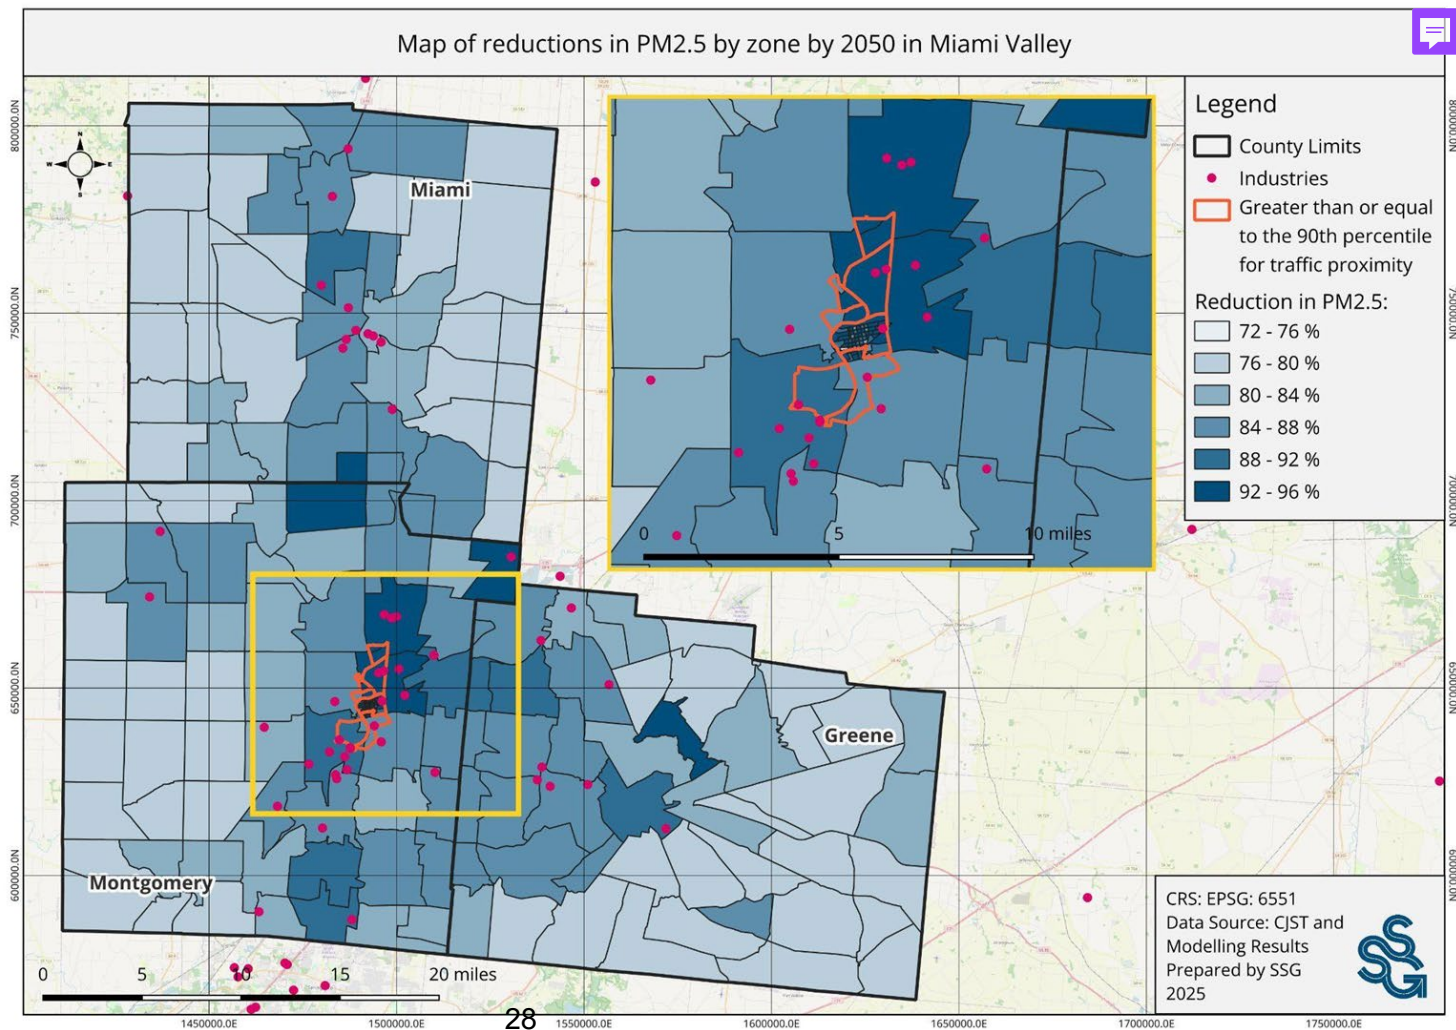 Map of reductions in PM2.5 by zone by 2050 in Miami Valley
Legend
County Limits
Industries
Greater than or equal
to the 90th percentile
for traffic proximity
Reduction in PM2.5:
72 - 76 %
76 - 80 %
80 - 84 %
84 - 88 %
88 - 92 %
92 - 96 %
N
W
E
S
Miami
Greene
Montgomery
0
5
10 miles
0
5
10
15
20 miles
800000.0N
750000.0N
700000.0N
650000.0N
600000.0N
1450000.0E
1500000.0E
1550000.0E
1600000.0E
1650000.0E
1700000.0E
1750000.0E
CRS: EPSG: 6551
Data Source: CJST and
Modelling Results
Prepared by SSG
2025
SSG
28